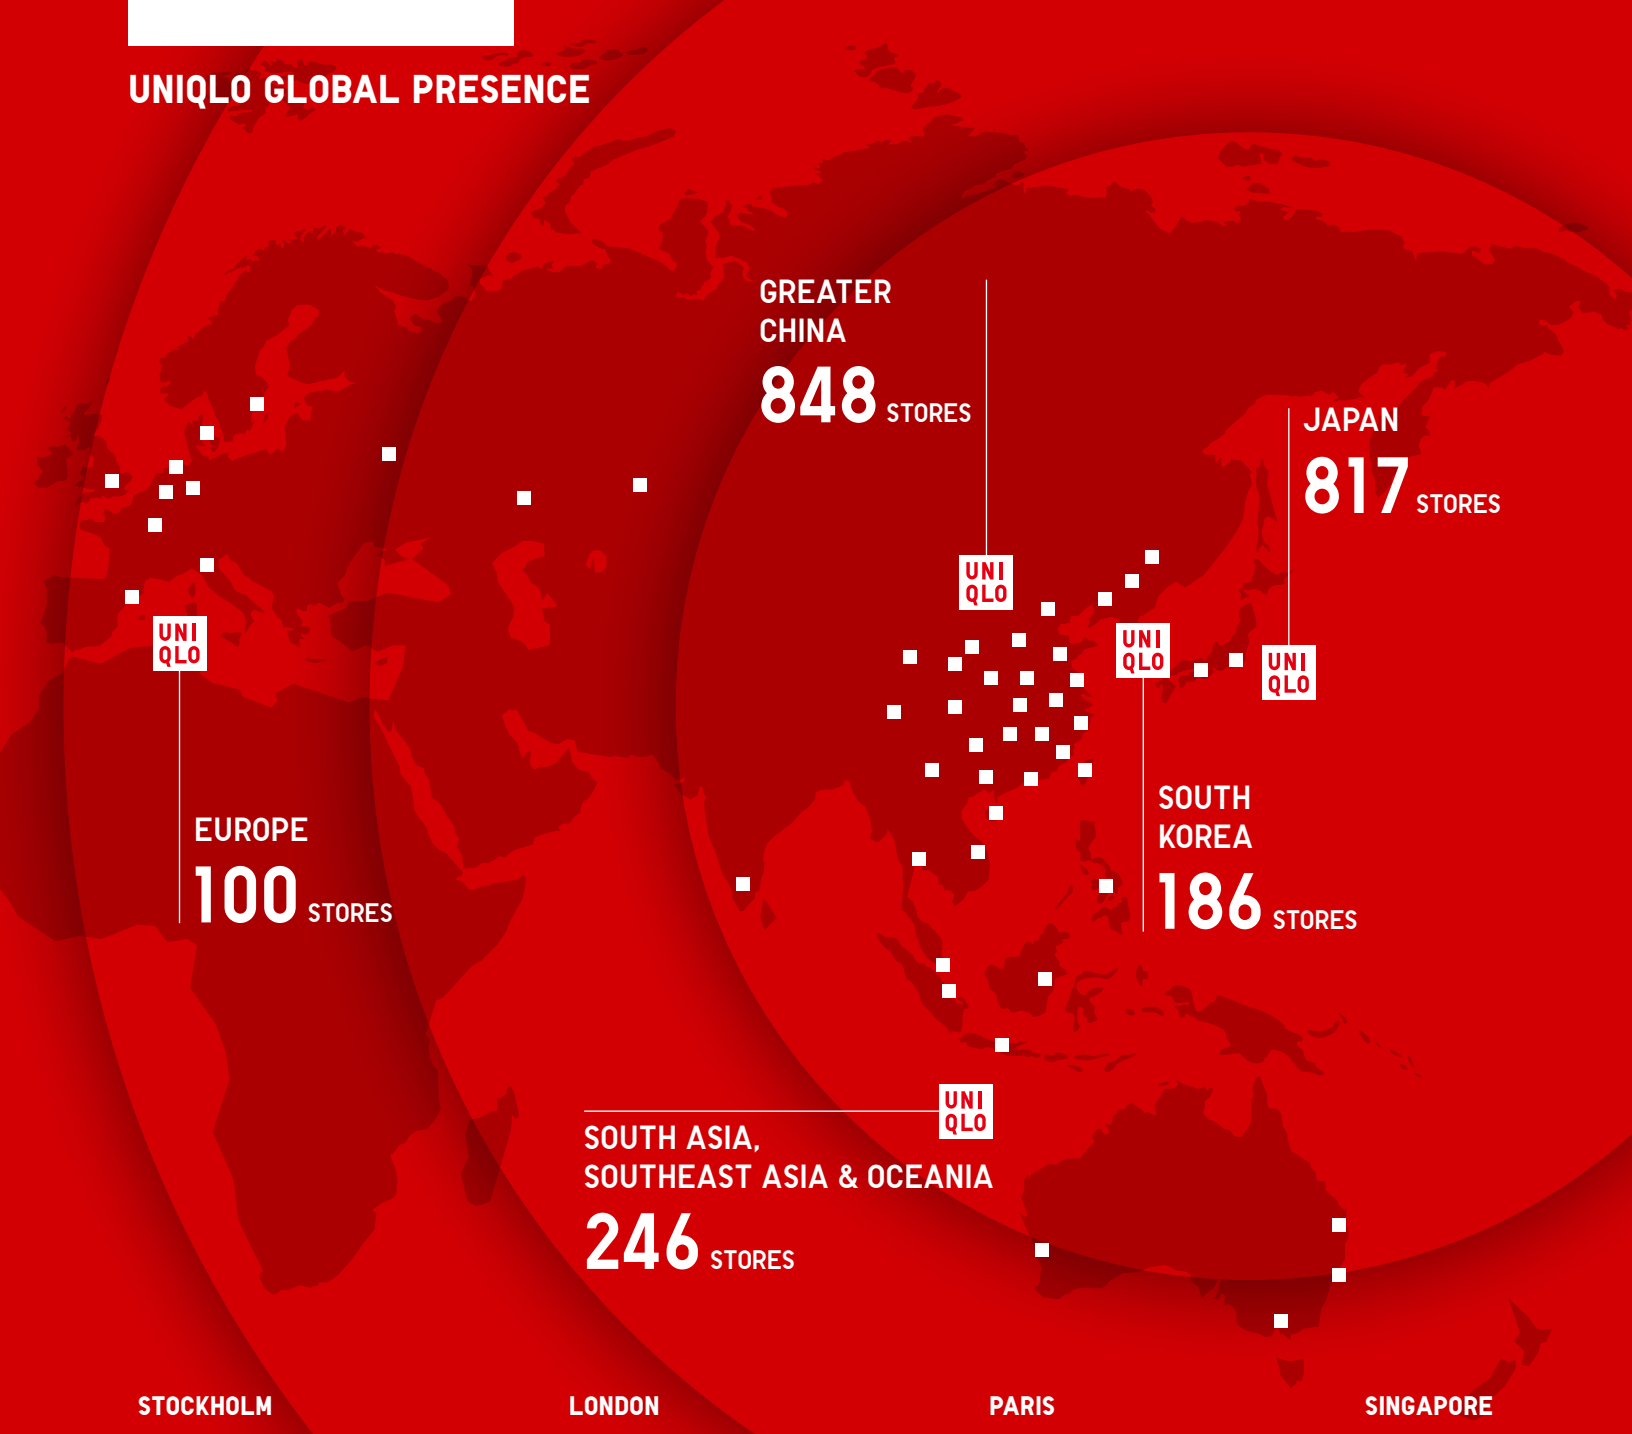 UNIQLO GLOBAL PRESENCE
GREATER
CHINA
848 STORES
JAPAN
817 STORES
UNI
QLO
UNI
QLO
UNI
QLO
UNI
QLO
SOUTH
KOREA
186 STORES
EUROPE
100 STORES
UNI
QLO
SOUTH ASIA,
SOUTHEAST ASIA & OCEANIA
246 STORES
STOCKHOLM
LONDON
PARIS
SINGAPORE